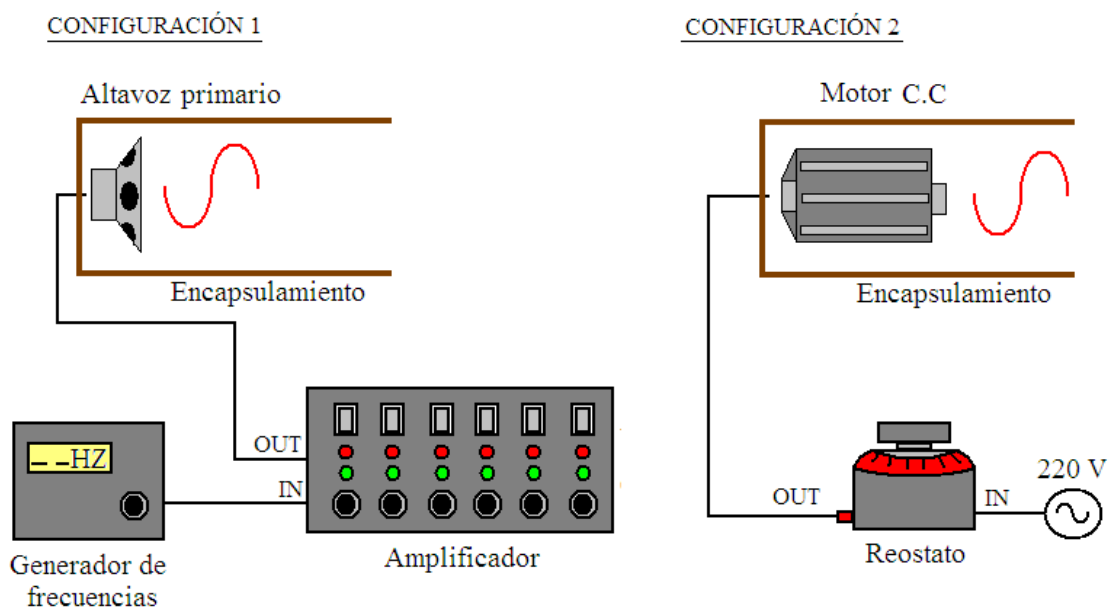 CONFIGURACIÓN 1
Altavoz primario
Encapsulamiento
OUT
IN
_ _HZ
Generador de
frecuencias
Amplificador
CONFIGURACIÓN 2
Motor C.C
Encapsulamiento
OUT
IN
220 V
Reostato